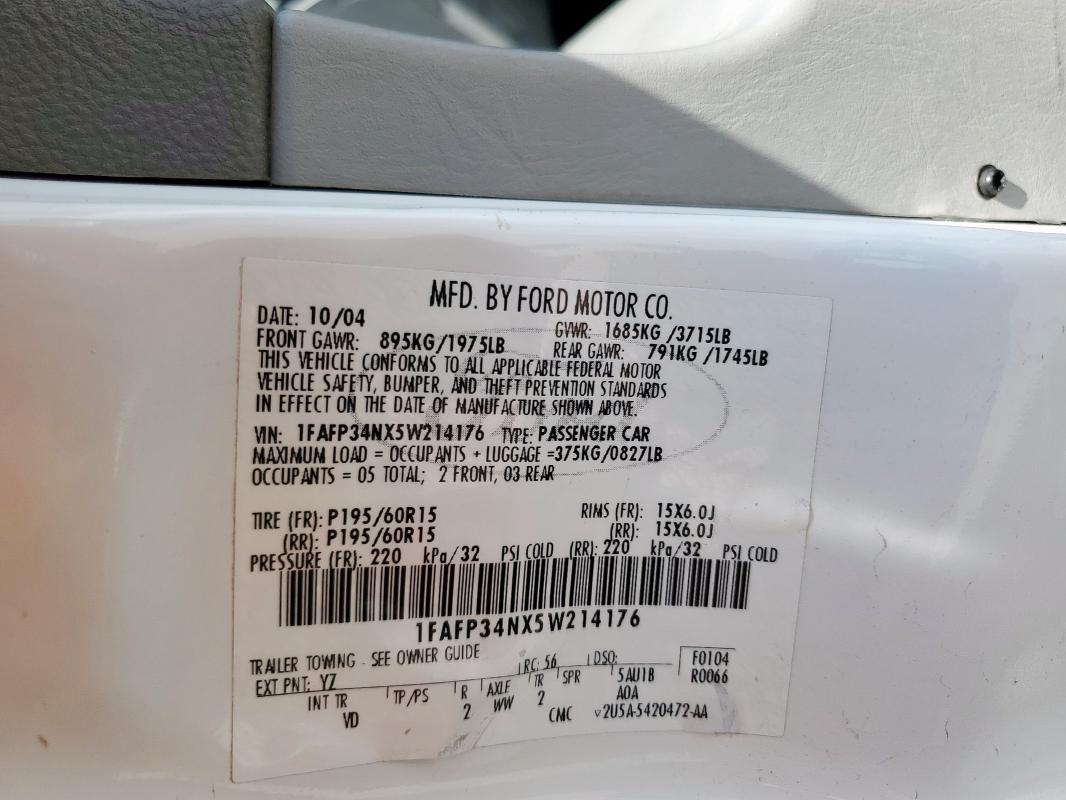 MFD. BY FORD MOTOR CO.
DATE: 10/04 GVWR: 1685KG /3715LB
FRONT GAWR: 895KG/1975LB REAR GAWR: 791KG /1745LB
THIS VEHICLE CONFORMS TO ALL APPLICABLE FEDERAL MOTOR
VEHICLE SAFETY, BUMPER, AND THEFT PREVENTION STANDARDS
IN EFFECT ON THE DATE OF MANUFACTURE SHOWN ABOVE.
VIN: 1FAFP34NX5W214176 TYPE: PASSENGER CAR
MAXIMUM LOAD = OCCUPANTS + LUGGAGE =375KG/0827LB
OCCUPANTS = 05 TOTAL; 2 FRONT, 03 REAR
TIRE (FR): P195/60R15 RIMS (FR): 15X6.0J
(RR): P195/60R15 (RR): 15X6.0J
PRESSURE (FR): 220 kPa/32 PSI COLD (RR): 220 kPa/32 PSI COLD
1FAFP34NX5W214176
TRAILER TOWING - SEE OWNER GUIDE
EXT PNT: YZ RC: 56 DSO: F0104
R0066
INT TR TP/PS R AXLE TR SPR 5AU1B
VD 2 WW 2 AOA
CMC v2U5A-5420472-AA